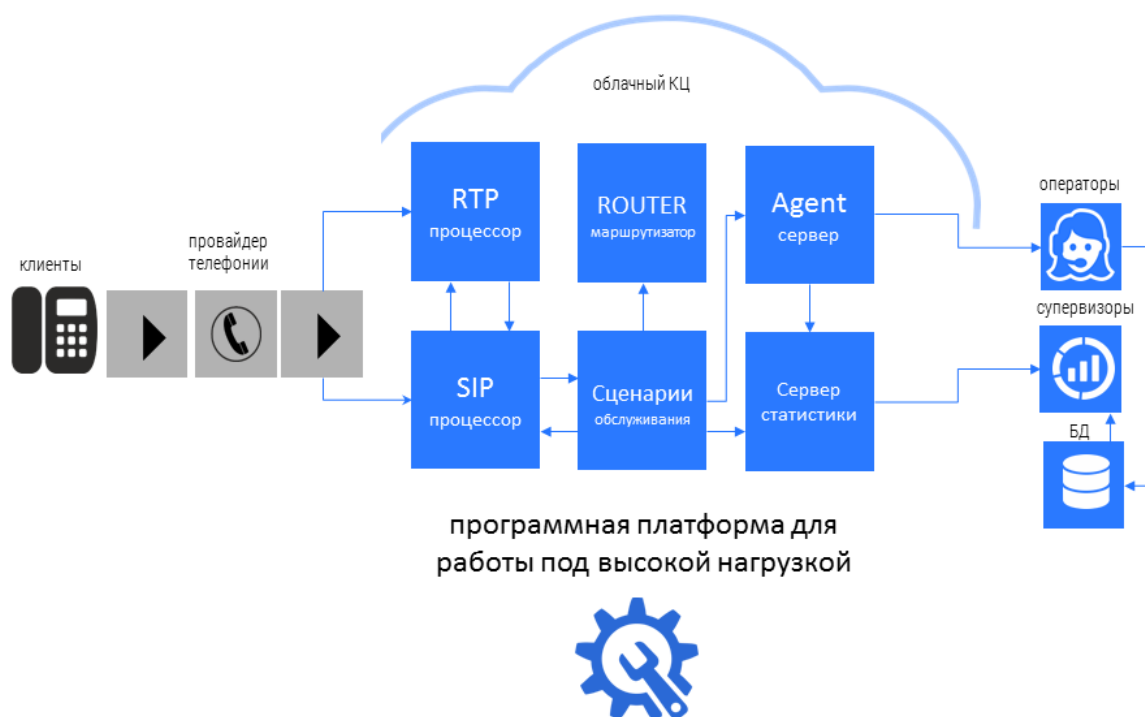 облачный КЦ
клиенты
провайдер
телефонии
RTP
процессор
ROUTER
маршрутизатор
Agent
сервер
операторы
SIP
процессор
Сценарии
обслуживания
Сервер
статистики
супервизоры
БД
программная платформа для
работы под высокой нагрузкой